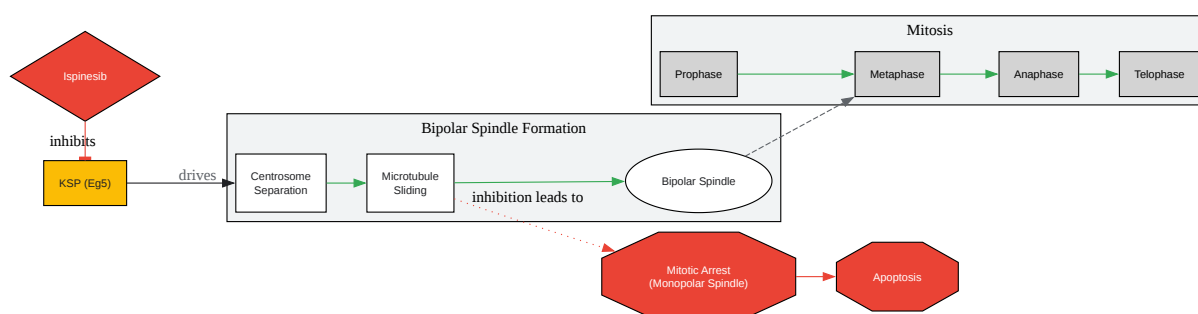 Mitosis
Ispinesib
Prophase
Metaphase
Anaphase
Telophase
inhibits
Bipolar Spindle Formation
KSP (Eg5)
drives
Centrosome
Separation
Microtubule
Sliding
Bipolar Spindle
inhibition leads to
Mitotic Arrest
(Monopolar Spindle)
Apoptosis